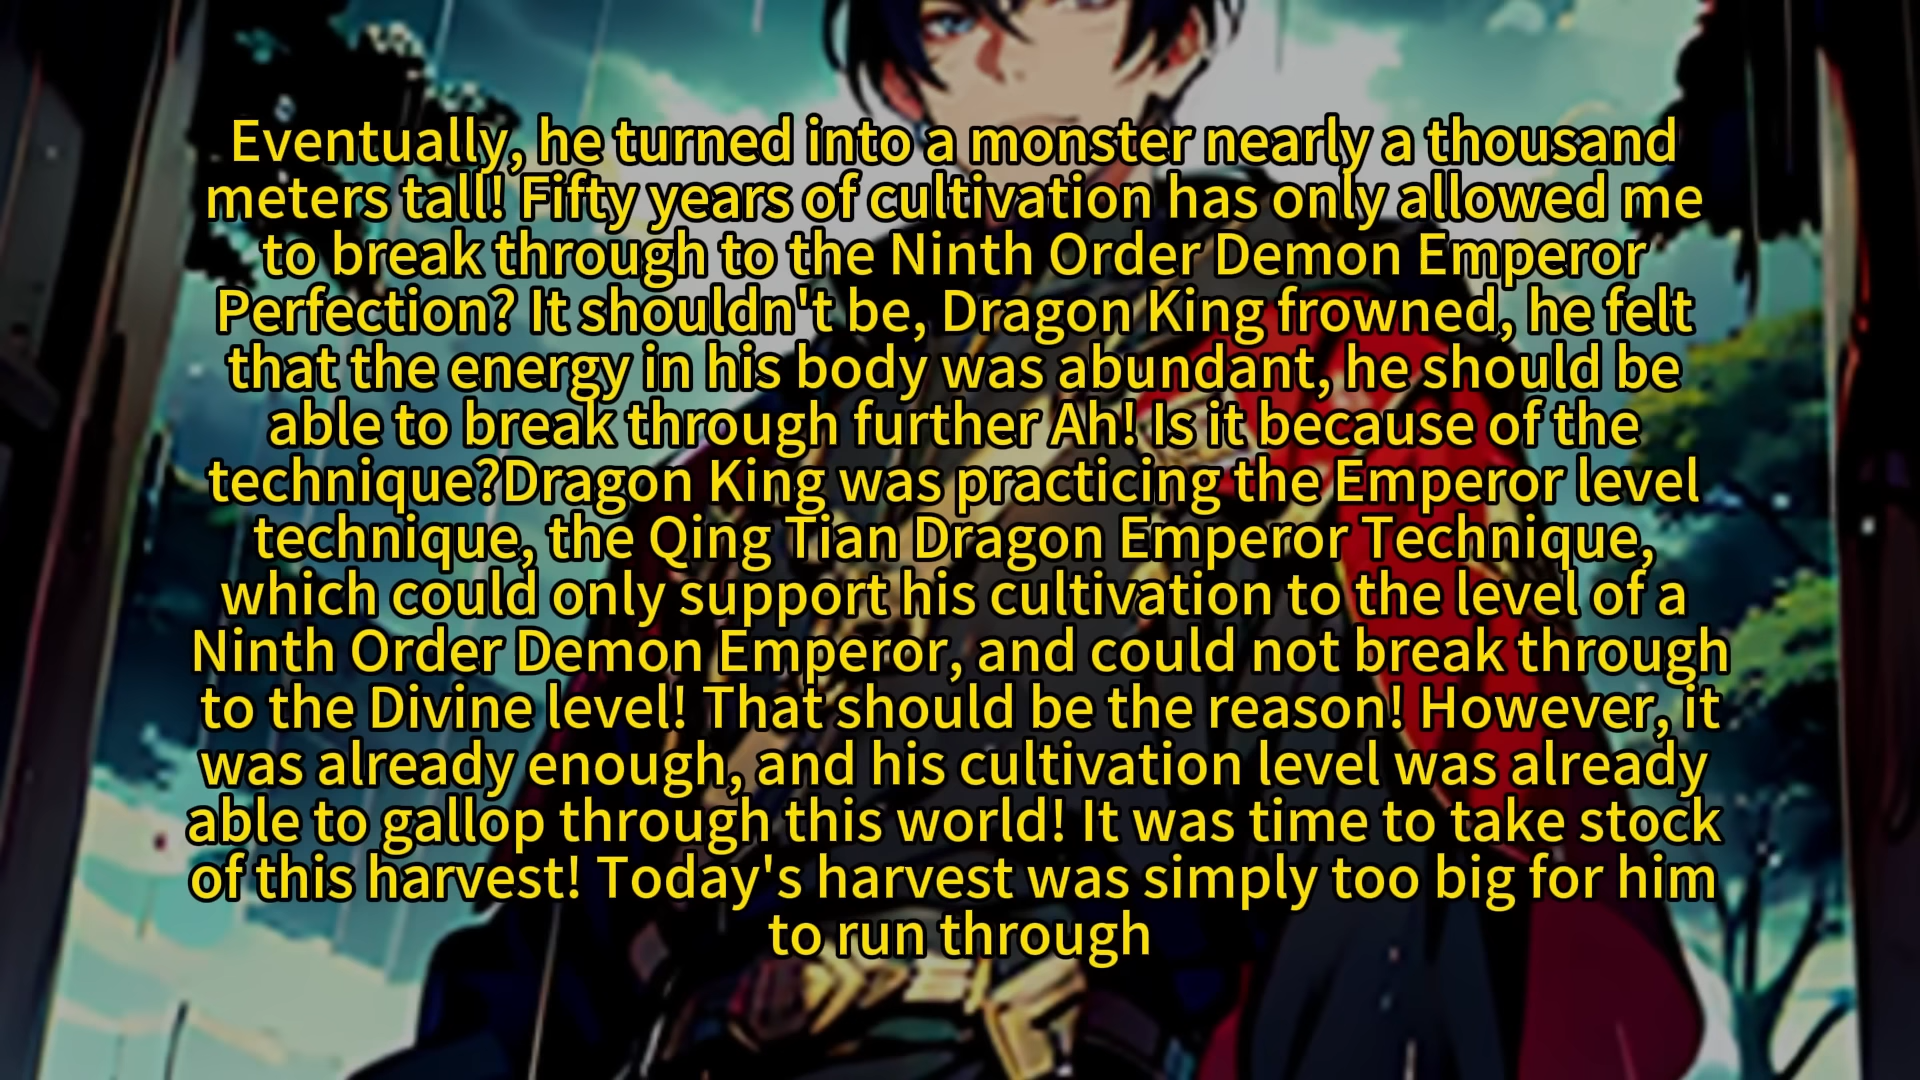 Eventually, he turned into a monster nearly a thousand
meters tall! Fifty years of cultivation has only allowed me
to break through to the Ninth Order Demon Emperor
Perfection? It shouldn't be, Dragon King frowned, he felt
that the energy in his body was abundant, he should be
able to break through further Ah! Is it because of the
technique?Dragon King was practicing the Emperor level
technique, the Qing Tian Dragon Emperor Technique,
which could only support his cultivation to the level of a
Ninth Order Demon Emperor, and could not break through
to the Divine level! That should be the reason! However, it
was already enough, and his cultivation level was already
able to gallop through this world! It was time to take stock
of this harvest! Today's harvest was simply too big for him
to run through